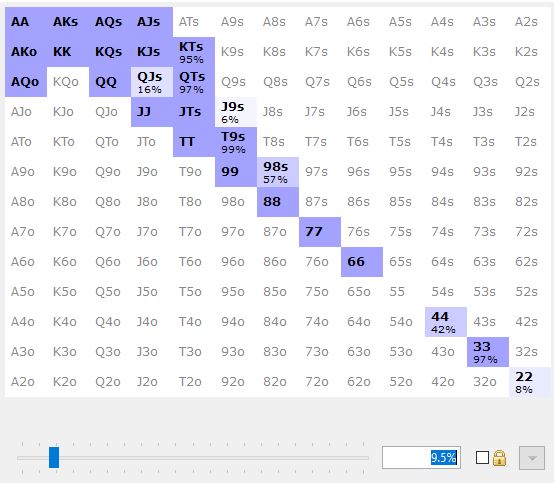 AA AKs AQs AJs ATs A9s A8s A7s A6s A5s A4s A3s A2s
AKo KK KQs KJs KTs K9s K8s K7s K6s K5s K4s K3s K2s
95%
AQo KQo QQ QJs QTs Q9s Q8s Q7s Q6s Q5s Q4s Q3s Q2s
16% 97%
AJo KJo QJo JJ JTs J9s J8s J7s J6s J5s J4s J3s J2s
6%
ATo KTo QTo JTo TT T9s T8s T7s T6s T5s T4s T3s T2s
99%
A9o K9o Q9o J9o T9o 99 98s 97s 96s 95s 94s 93s 92s
57%
A8o K8o Q8o J8o T8o 98o 88 87s 86s 85s 84s 83s 82s
A7o K7o Q7o J7o T7o 97o 87o 77 76s 75s 74s 73s 72s
A6o K6o Q6o J6o T6o 96o 86o 76o 66 65s 64s 63s 62s
A5o K5o Q5o J5o T5o 95o 85o 75o 65o 55 54s 53s 52s
A4o K4o Q4o J4o T4o 94o 84o 74o 64o 54o 44 43s 42s
42%
A3o K3o Q3o J3o T3o 93o 83o 73o 63o 53o 43o 33 32s
97%
A2o K2o Q2o J2o T2o 92o 82o 72o 62o 52o 42o 32o 22
8%
9.5%